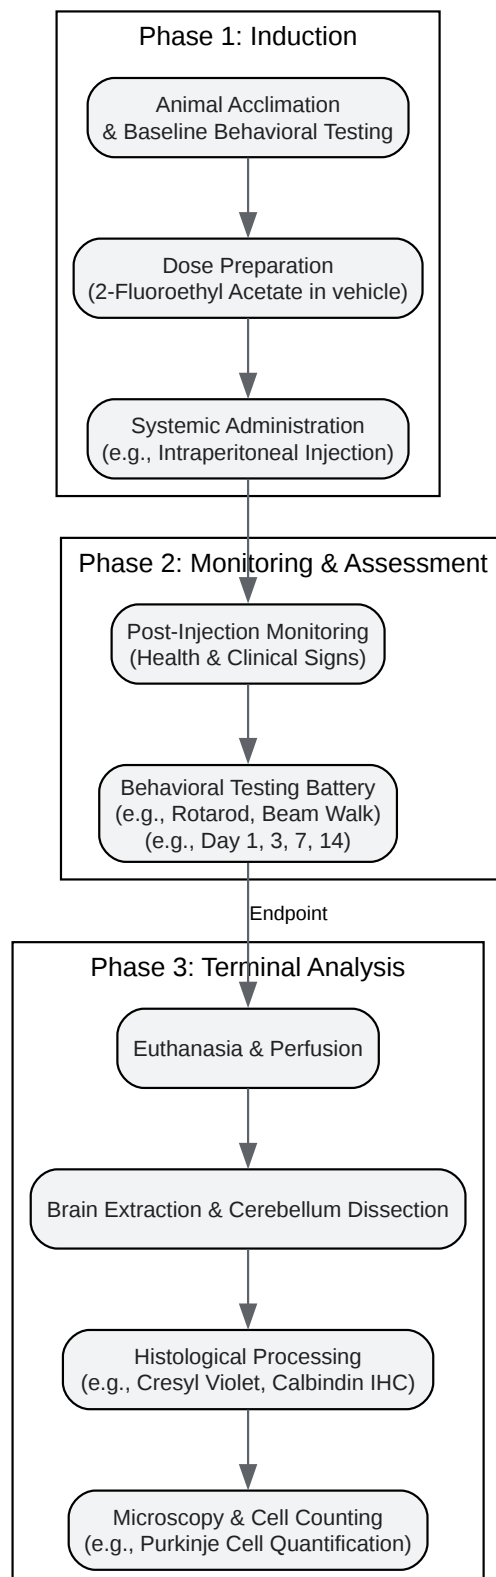 Phase 1: Induction
Animal Acclimation
& Baseline Behavioral Testing
Dose Preparation
(2-Fluoroethyl Acetate in vehicle)
Systemic Administration
(e.g., Intraperitoneal Injection)
Phase 2: Monitoring & Assessment
Post-Injection Monitoring
(Health & Clinical Signs)
Behavioral Testing Battery
(e.g., Rotarod, Beam Walk)
(e.g., Day 1, 3, 7, 14)
Endpoint
Phase 3: Terminal Analysis
Euthanasia & Perfusion
Brain Extraction & Cerebellum Dissection
Histological Processing
(e.g., Cresyl Violet, Calbindin IHC)
Microscopy & Cell Counting
(e.g., Purkinje Cell Quantification)